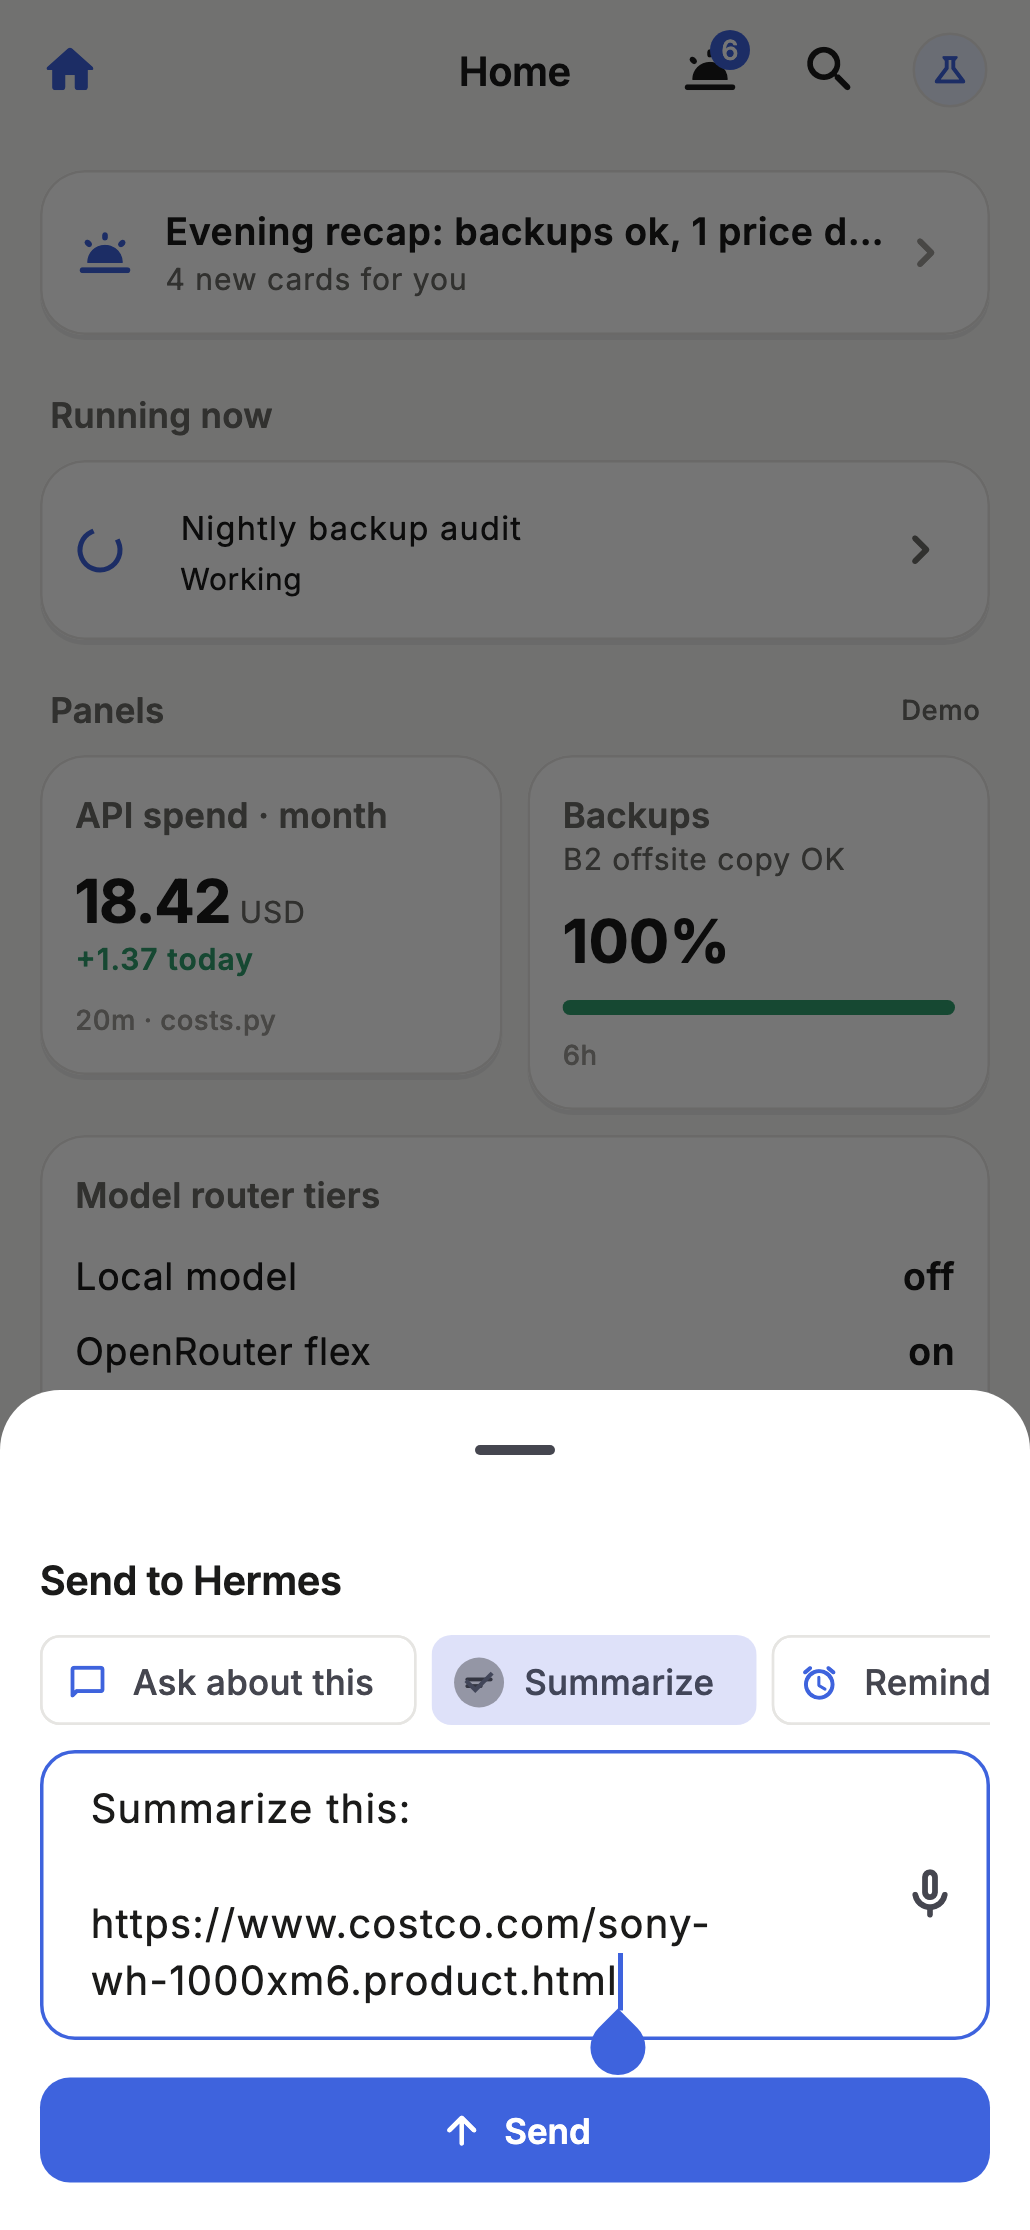 Home
6
Evening recap: backups ok, 1 price d...
4 new cards for you
Running now
Nightly backup audit
Working
Panels
Demo
API spend · month
18.42 USD
+1.37 today
20m · costs.py
Backups
B2 offsite copy OK
100%
6h
Model router tiers
Local model
off
OpenRouter flex
on
Send to Hermes
Ask about this
Summarize
Remind
Summarize this:
https://www.costco.com/sony-
wh-1000xm6.product.html
Send